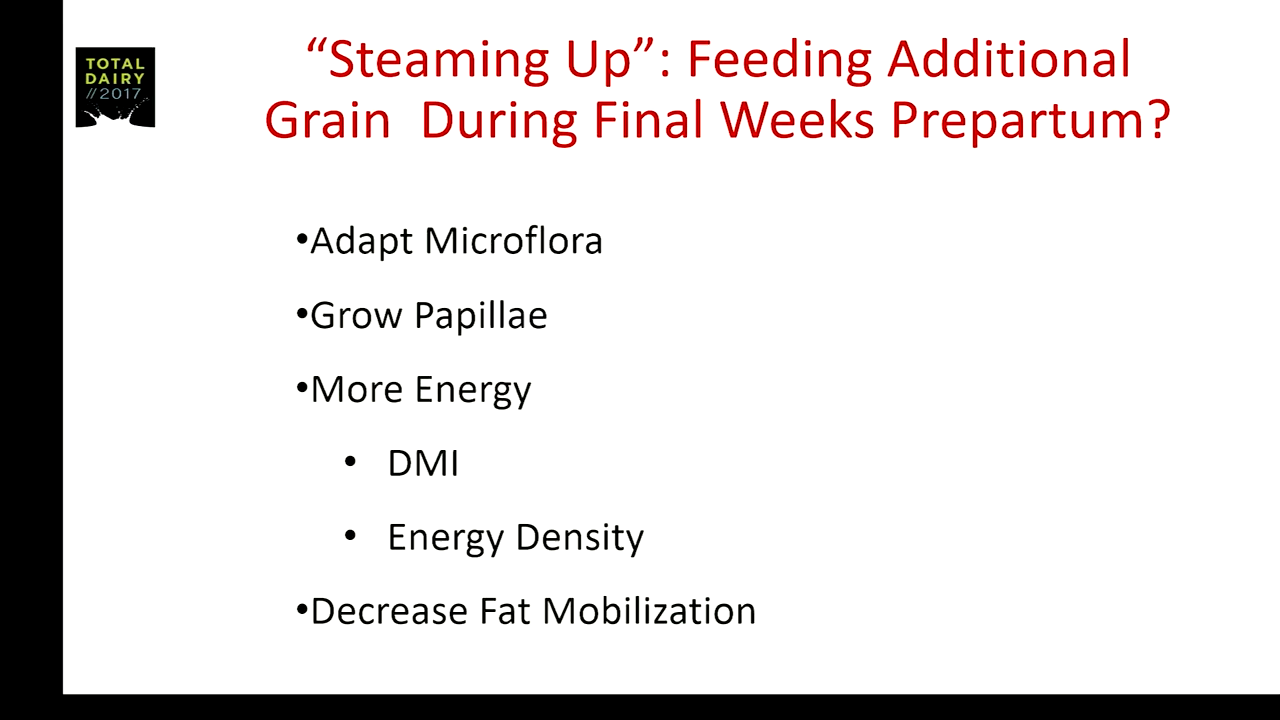 TOTAL
DAIRY
//2017
“Steaming Up”: Feeding Additional
Grain  During Final Weeks Prepartum?
•Adapt Microflora
•Grow Papillae
•More Energy
• DMI
• Energy Density
•Decrease Fat Mobilization